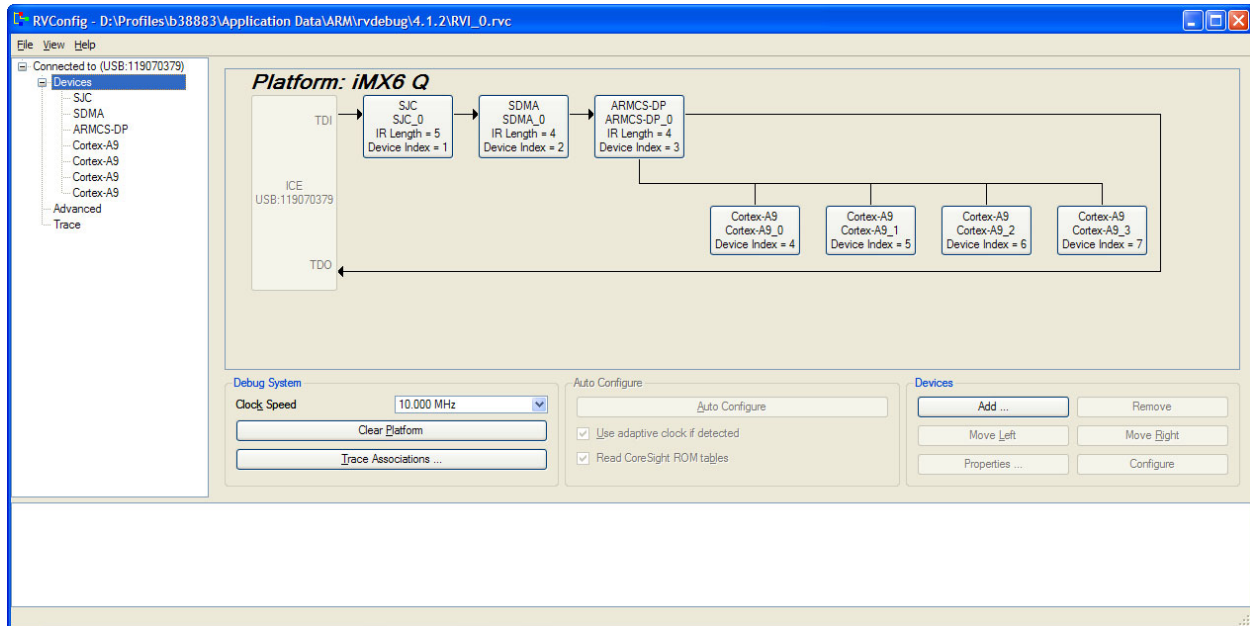 RVConfig - D:\Profiles\b38883\Application Data\ARM\rvdebug\4.1.2\RVI_0.rvc
File View Help
Connected to (USB:119070379)
Devices
SJC
SDMA
ARMCS-DP
Cortex-A9
Cortex-A9
Cortex-A9
Cortex-A9
Advanced
Trace
Platform: iMX6 Q
TDI
ICE
USB:119070379
TDO
SJC
SJC_0
IR Length = 5
Device Index = 1
SDMA
SDMA_0
IR Length = 4
Device Index = 2
ARMCS-DP
ARMCS-DP_0
IR Length = 4
Device Index = 3
Cortex-A9
Cortex-A9_0
Device Index = 4
Cortex-A9
Cortex-A9_1
Device Index = 5
Cortex-A9
Cortex-A9_2
Device Index = 6
Cortex-A9
Cortex-A9_3
Device Index = 7
Debug System
Clock Speed 10.000 MHz
Clear Platform
Trace Associations ...
Auto Configure
Auto Configure
Use adaptive clock if detected
Read CoreSight ROM tables
Devices
Add ... Remove
Move Left Move Right
Properties ... Configure